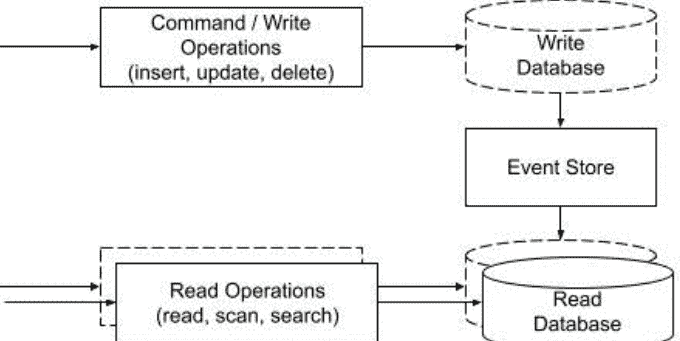 Command / Write
Operations
(insert, update, delete)
Write
Database
Event Store
Read Operations
(read, scan, search)
Read
Database